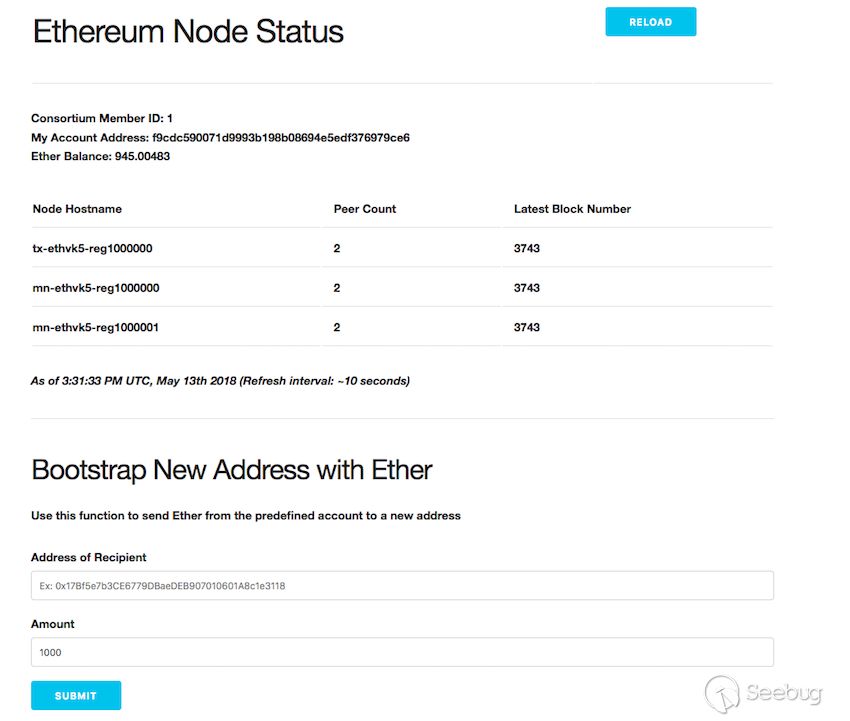 Ethereum Node Status
RELOAD
Consortium Member ID: 1
My Account Address: f9cdc590071d9993b198b08694e5edf376979ce6
Ether Balance: 945.00483
Node Hostname Peer Count Latest Block Number
tx-ethvk5-reg1000000 2 3743
mn-ethvk5-reg1000000 2 3743
mn-ethvk5-reg1000001 2 3743
As of 3:31:33 PM UTC, May 13th 2018 (Refresh interval: ~10 seconds)
Bootstrap New Address with Ether
Use this function to send Ether from the predefined account to a new address
Address of Recipient
Ex: 0x17Bf5e7b3CE6779DBaeDEB907010601A8c1e3118
Amount
1000
SUBMIT
Seebug